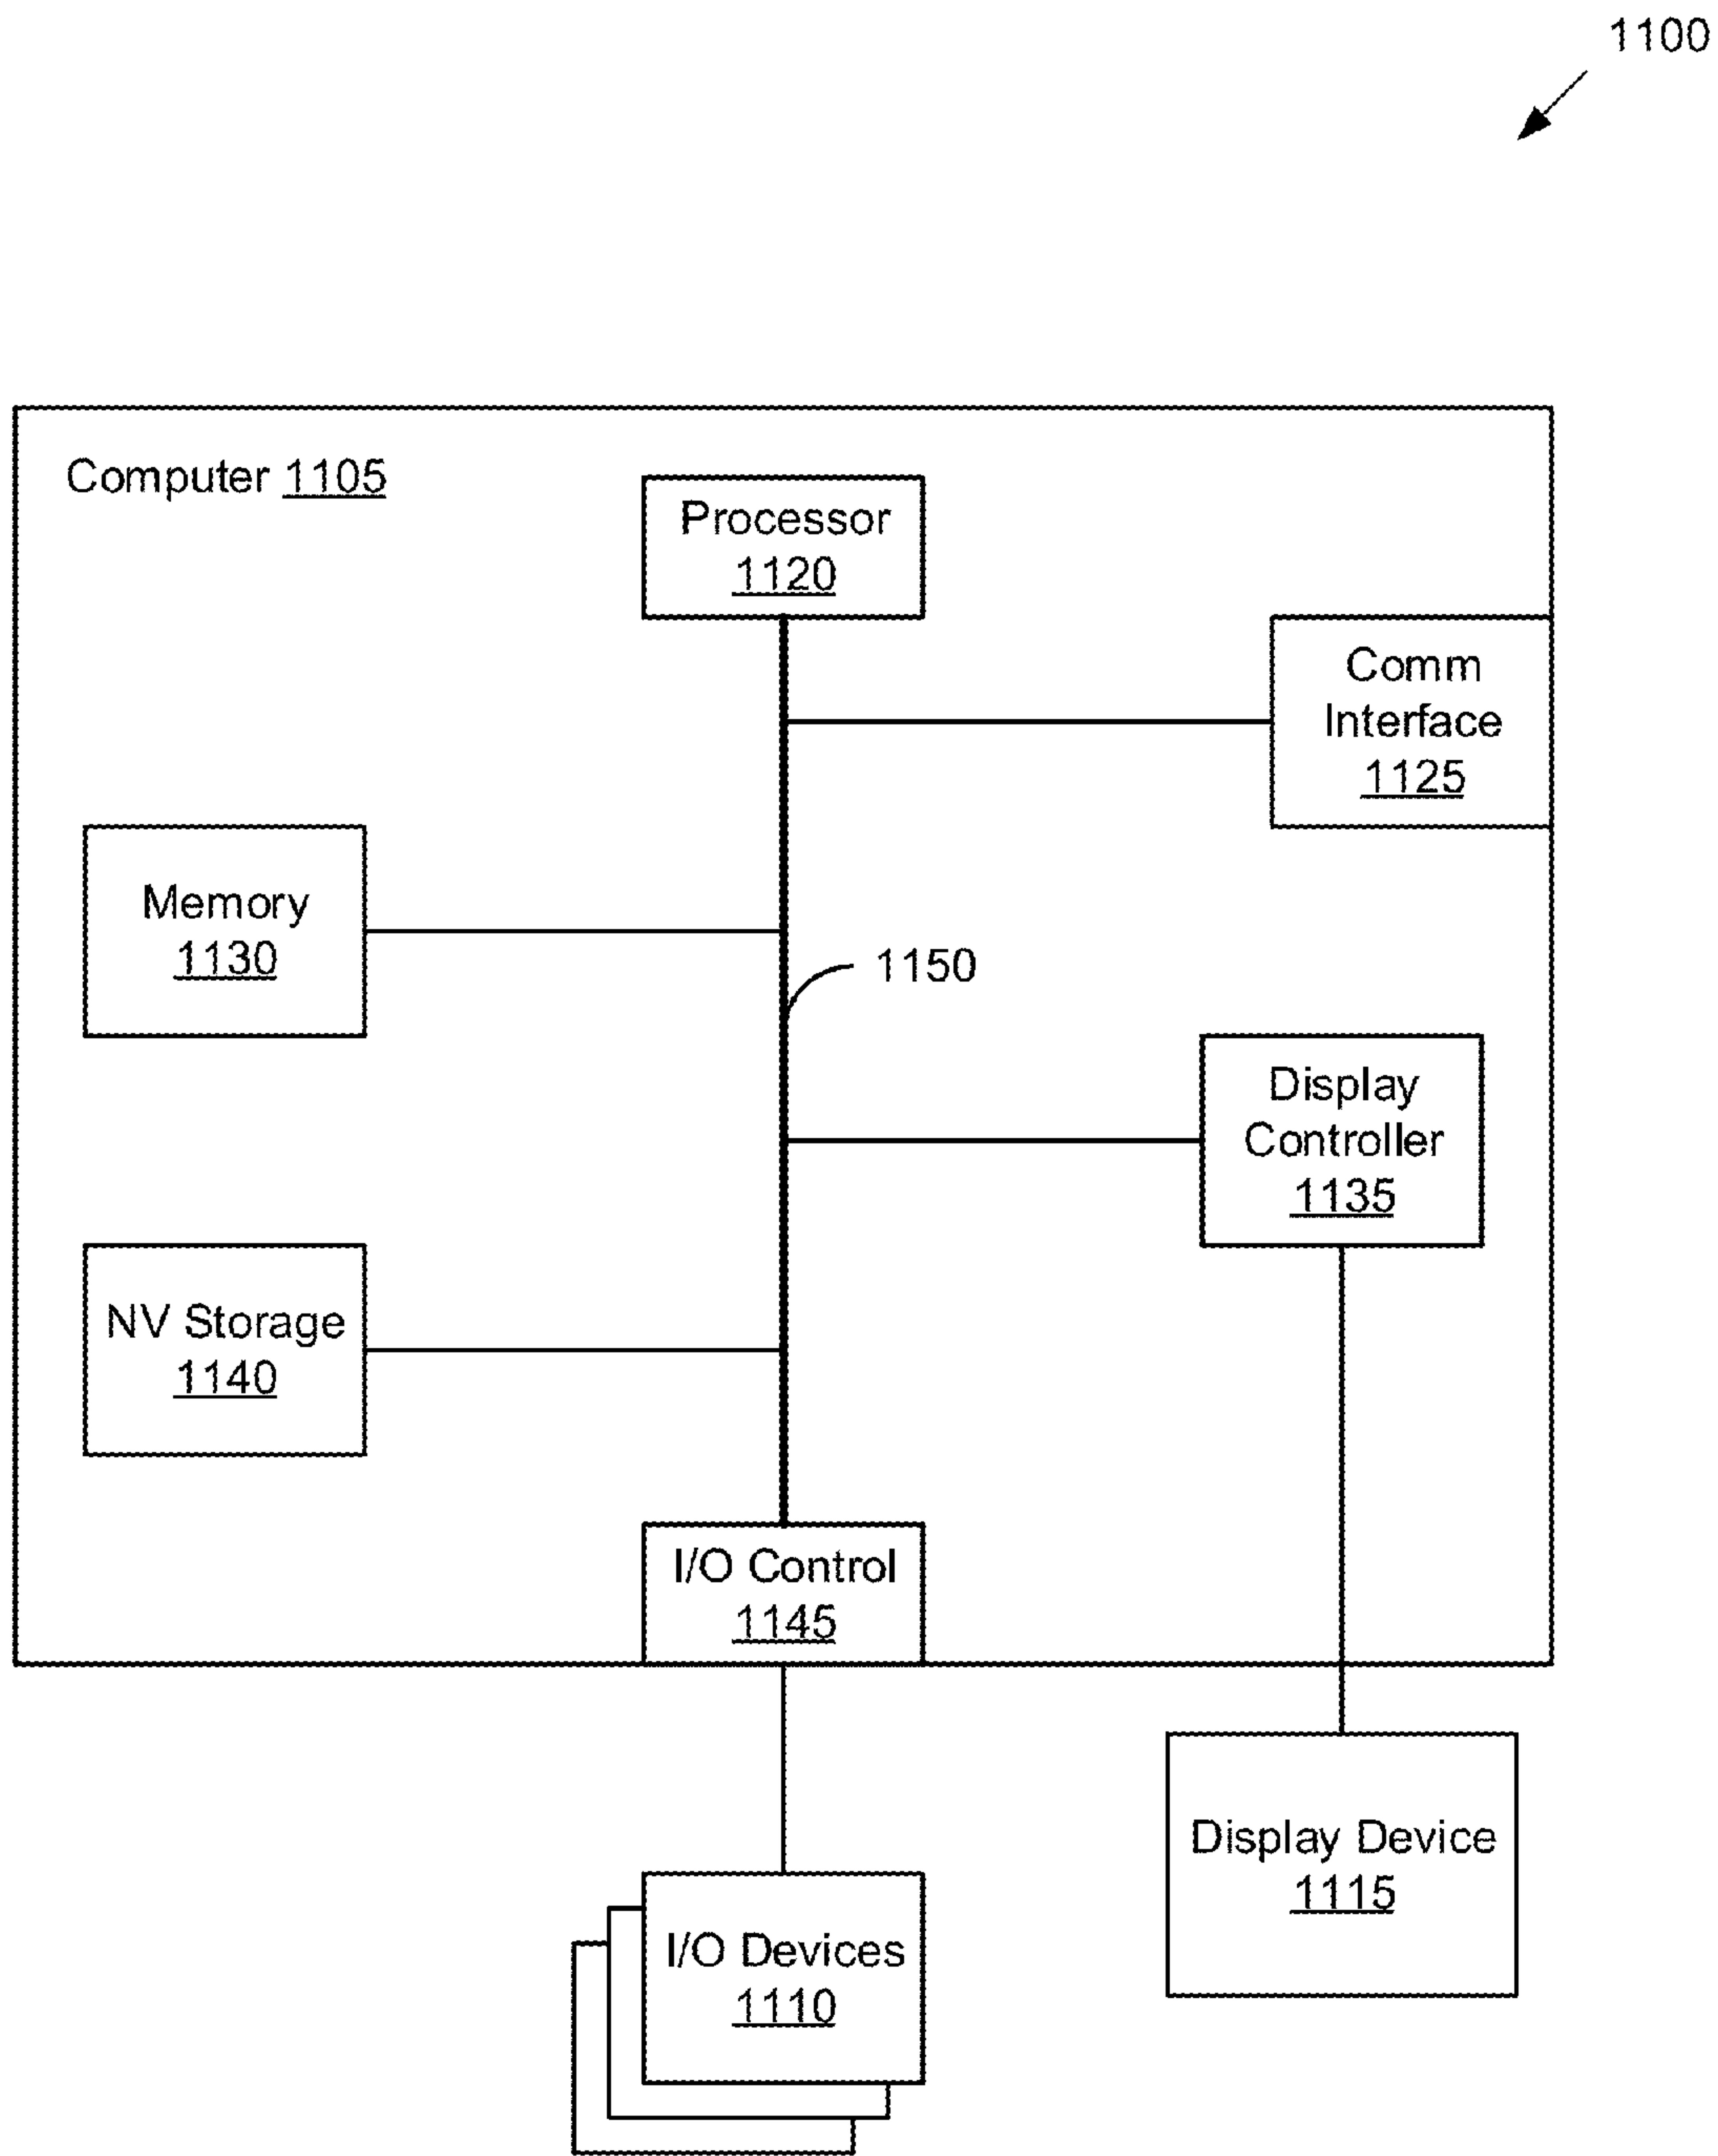 1100
Computer 1105
Processor
1120
Comm
Interface
1125
Memory
1130
1150
Display
Controller
1135
NV Storage
1140
I/O Control
1145
Display Device
1115
I/O Devices
1110